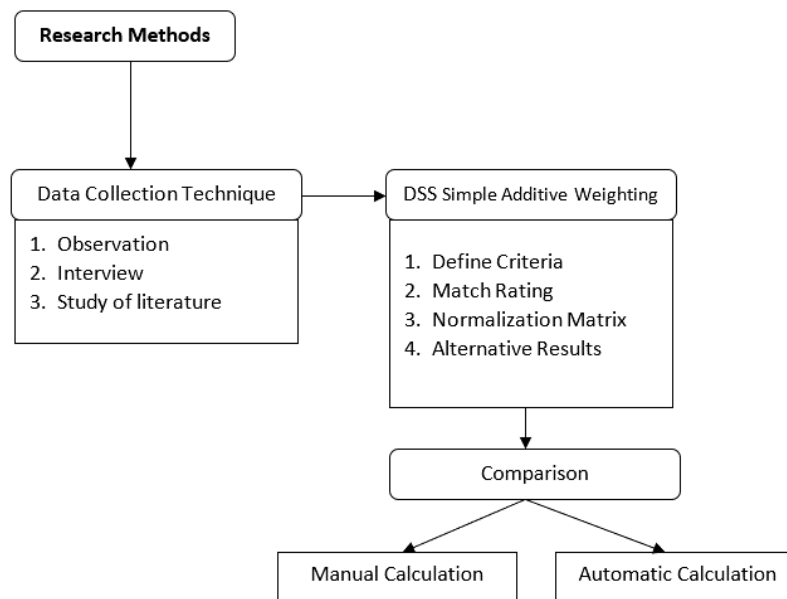 Research Methods
Data Collection Technique
1. Observation
2. Interview
3. Study of literature
DSS Simple Additive Weighting
1. Define Criteria
2. Match Rating
3. Normalization Matrix
4. Alternative Results
Comparison
Manual Calculation
Automatic Calculation